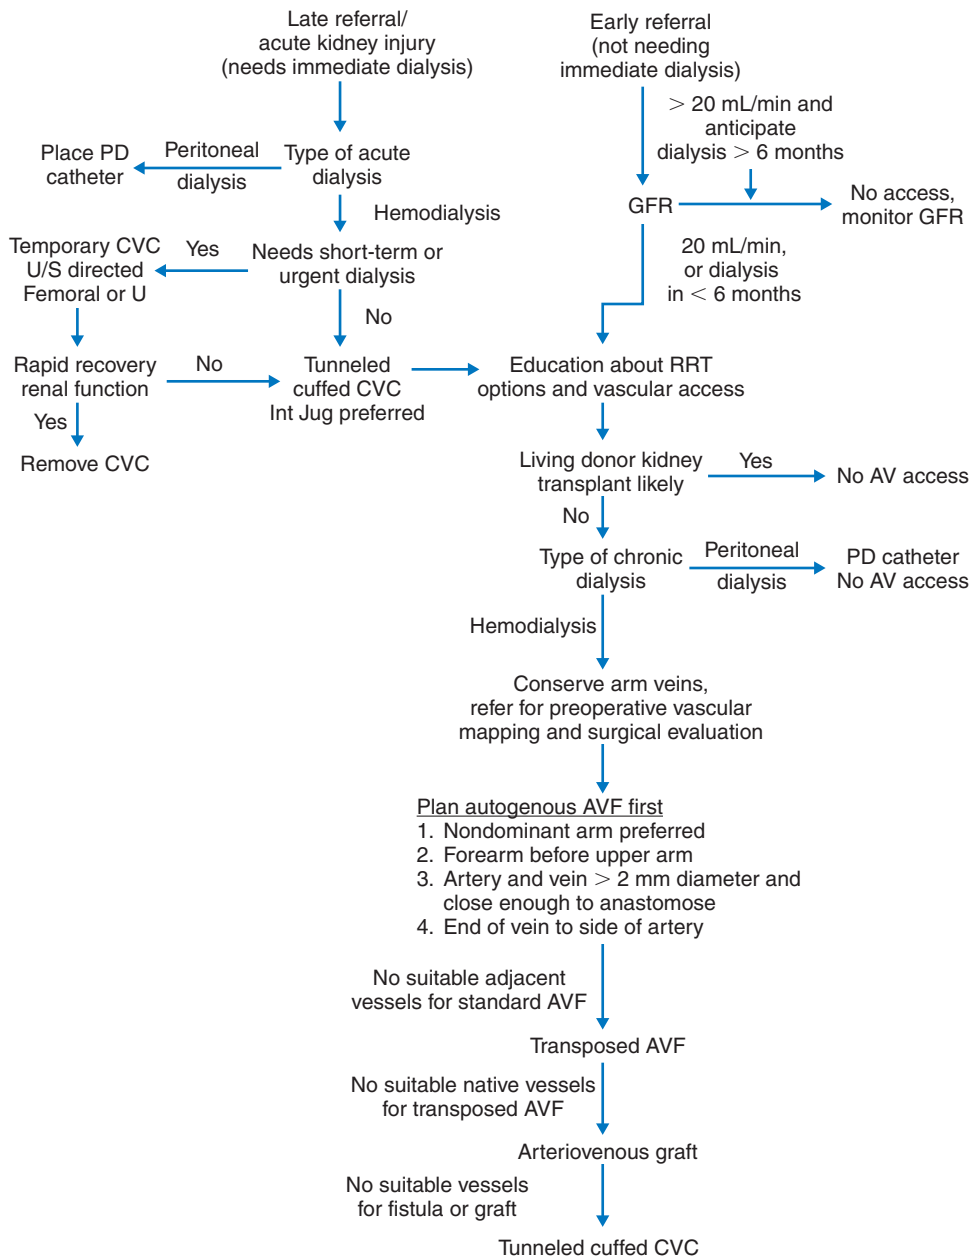 Late referral/
acute kidney injury
(needs immediate dialysis)
Early referral
(not needing
immediate dialysis)
> 20 mL/min and
anticipate
dialysis > 6 months
Place PD
catheter
Peritoneal
dialysis
Type of acute
dialysis
GFR
No access,
monitor GFR
Hemodialysis
Temporary CVC
U/S directed
Femoral or U
Yes
Needs short-term or
urgent dialysis
20 mL/min,
or dialysis
in < 6 months
No
Rapid recovery
renal function
No
Tunneled
cuffed CVC
Int Jug preferred
Education about RRT
options and vascular access
Yes
Remove CVC
Living donor kidney
transplant likely
Yes
No AV access
No
Type of chronic
dialysis
Peritoneal
dialysis
PD catheter
No AV access
Hemodialysis
Conserve arm veins,
refer for preoperative vascular
mapping and surgical evaluation
Plan autogenous AVF first
1. Nondominant arm preferred
2. Forearm before upper arm
3. Artery and vein > 2 mm diameter and
close enough to anastomose
4. End of vein to side of artery
No suitable adjacent
vessels for standard AVF
Transposed AVF
No suitable native vessels
for transposed AVF
Arteriovenous graft
No suitable vessels
for fistula or graft
Tunneled cuffed CVC